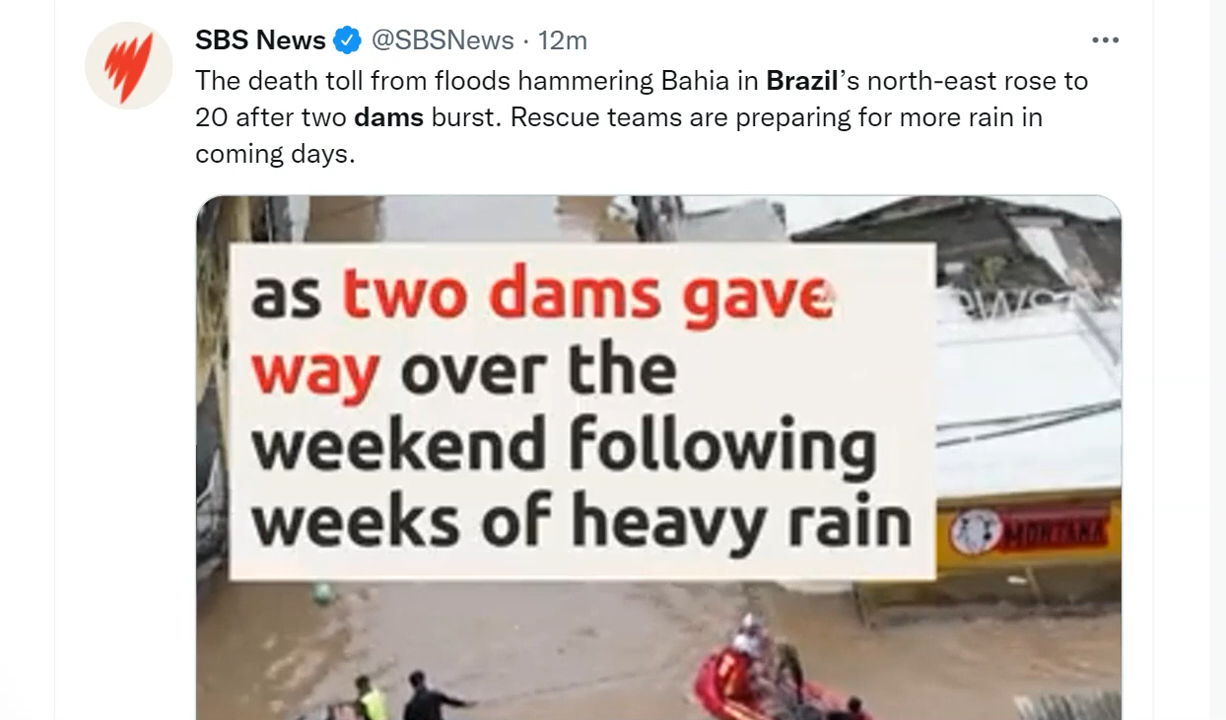 SBS News @SBSNews · 12m
The death toll from floods hammering Bahia in Brazil's north-east rose to
20 after two dams burst. Rescue teams are preparing for more rain in
coming days.
as two dams gave
way over the
weekend following
weeks of heavy rain
MONTANA